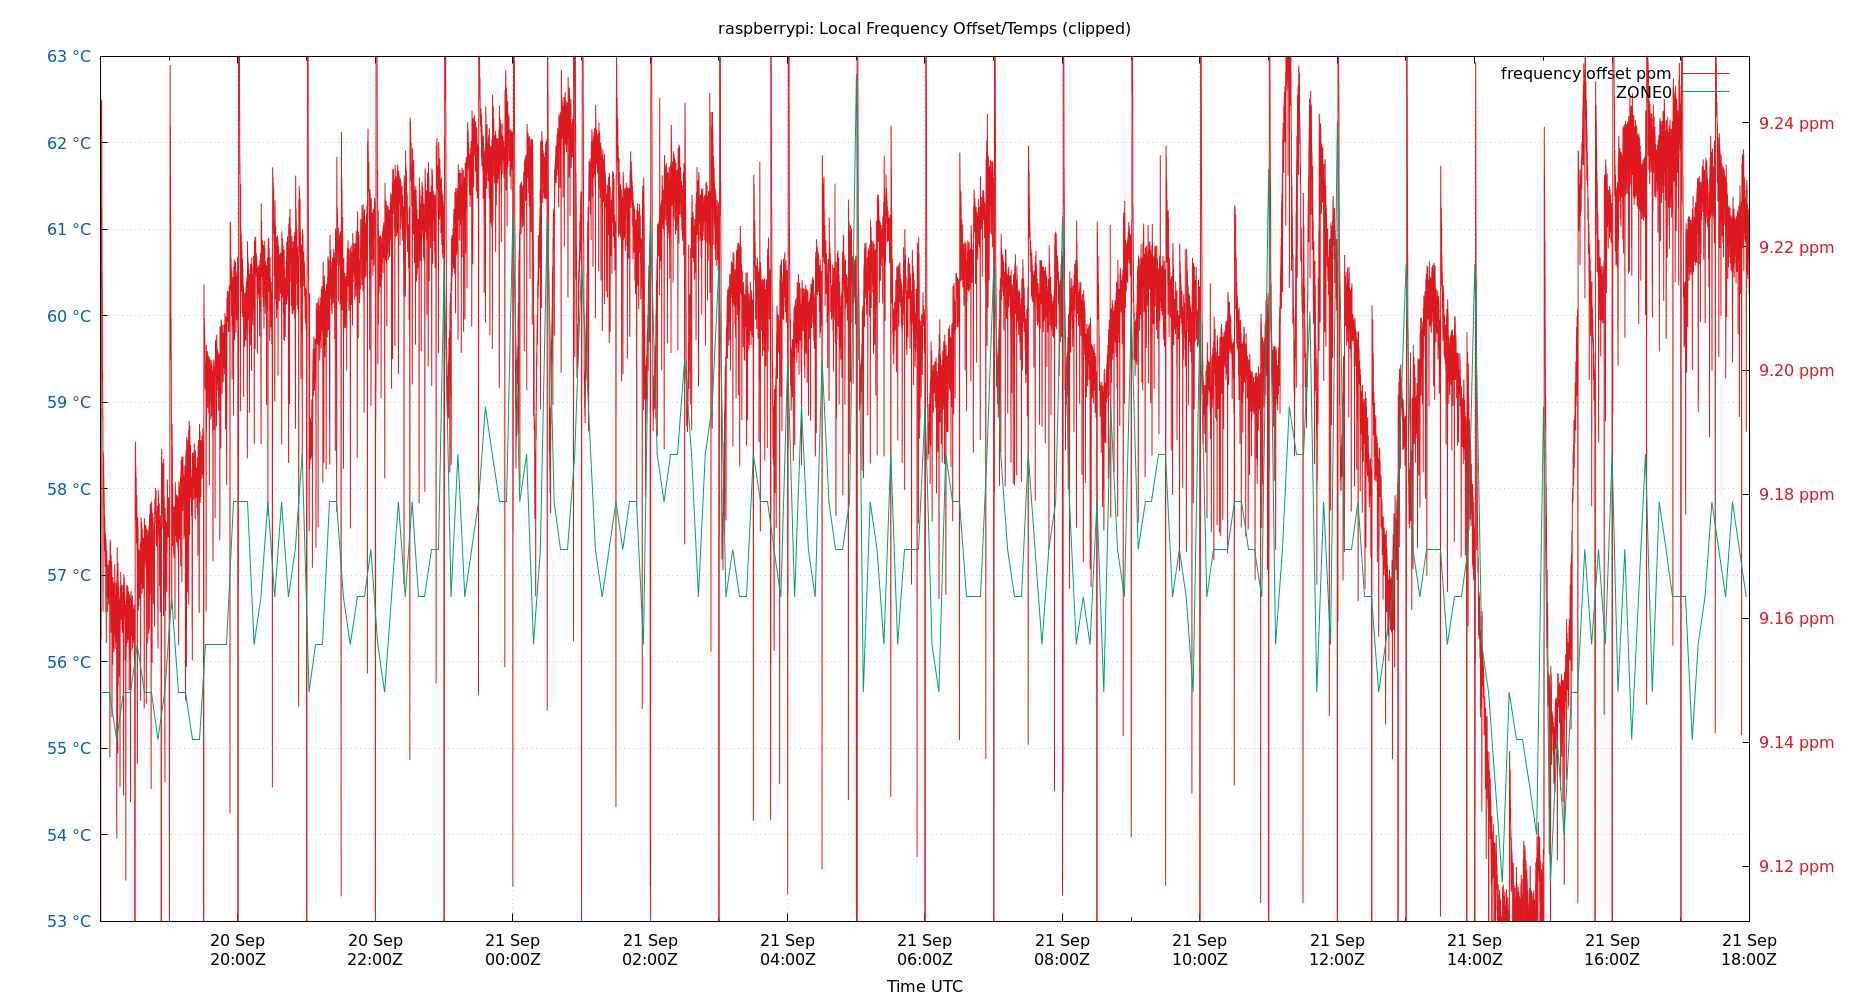 raspberrypi: Local Frequency Offset/Temps (clipped)
63 °C
62 °C
61 °C
60 °C
59 °C
58 °C
57 °C
56 °C
55 °C
54 °C
53 °C
frequency offset ppm
ZONE0
9.24 ppm
9.22 ppm
9.20 ppm
9.18 ppm
9.16 ppm
9.14 ppm
9.12 ppm
20 Sep 20 Sep 21 Sep 21 Sep 21 Sep 21 Sep 21 Sep 21 Sep 21 Sep 21 Sep 21 Sep 21 Sep
20:00Z 22:00Z 00:00Z 02:00Z 04:00Z 06:00Z 08:00Z 10:00Z 12:00Z 14:00Z 16:00Z 18:00Z
Time UTC